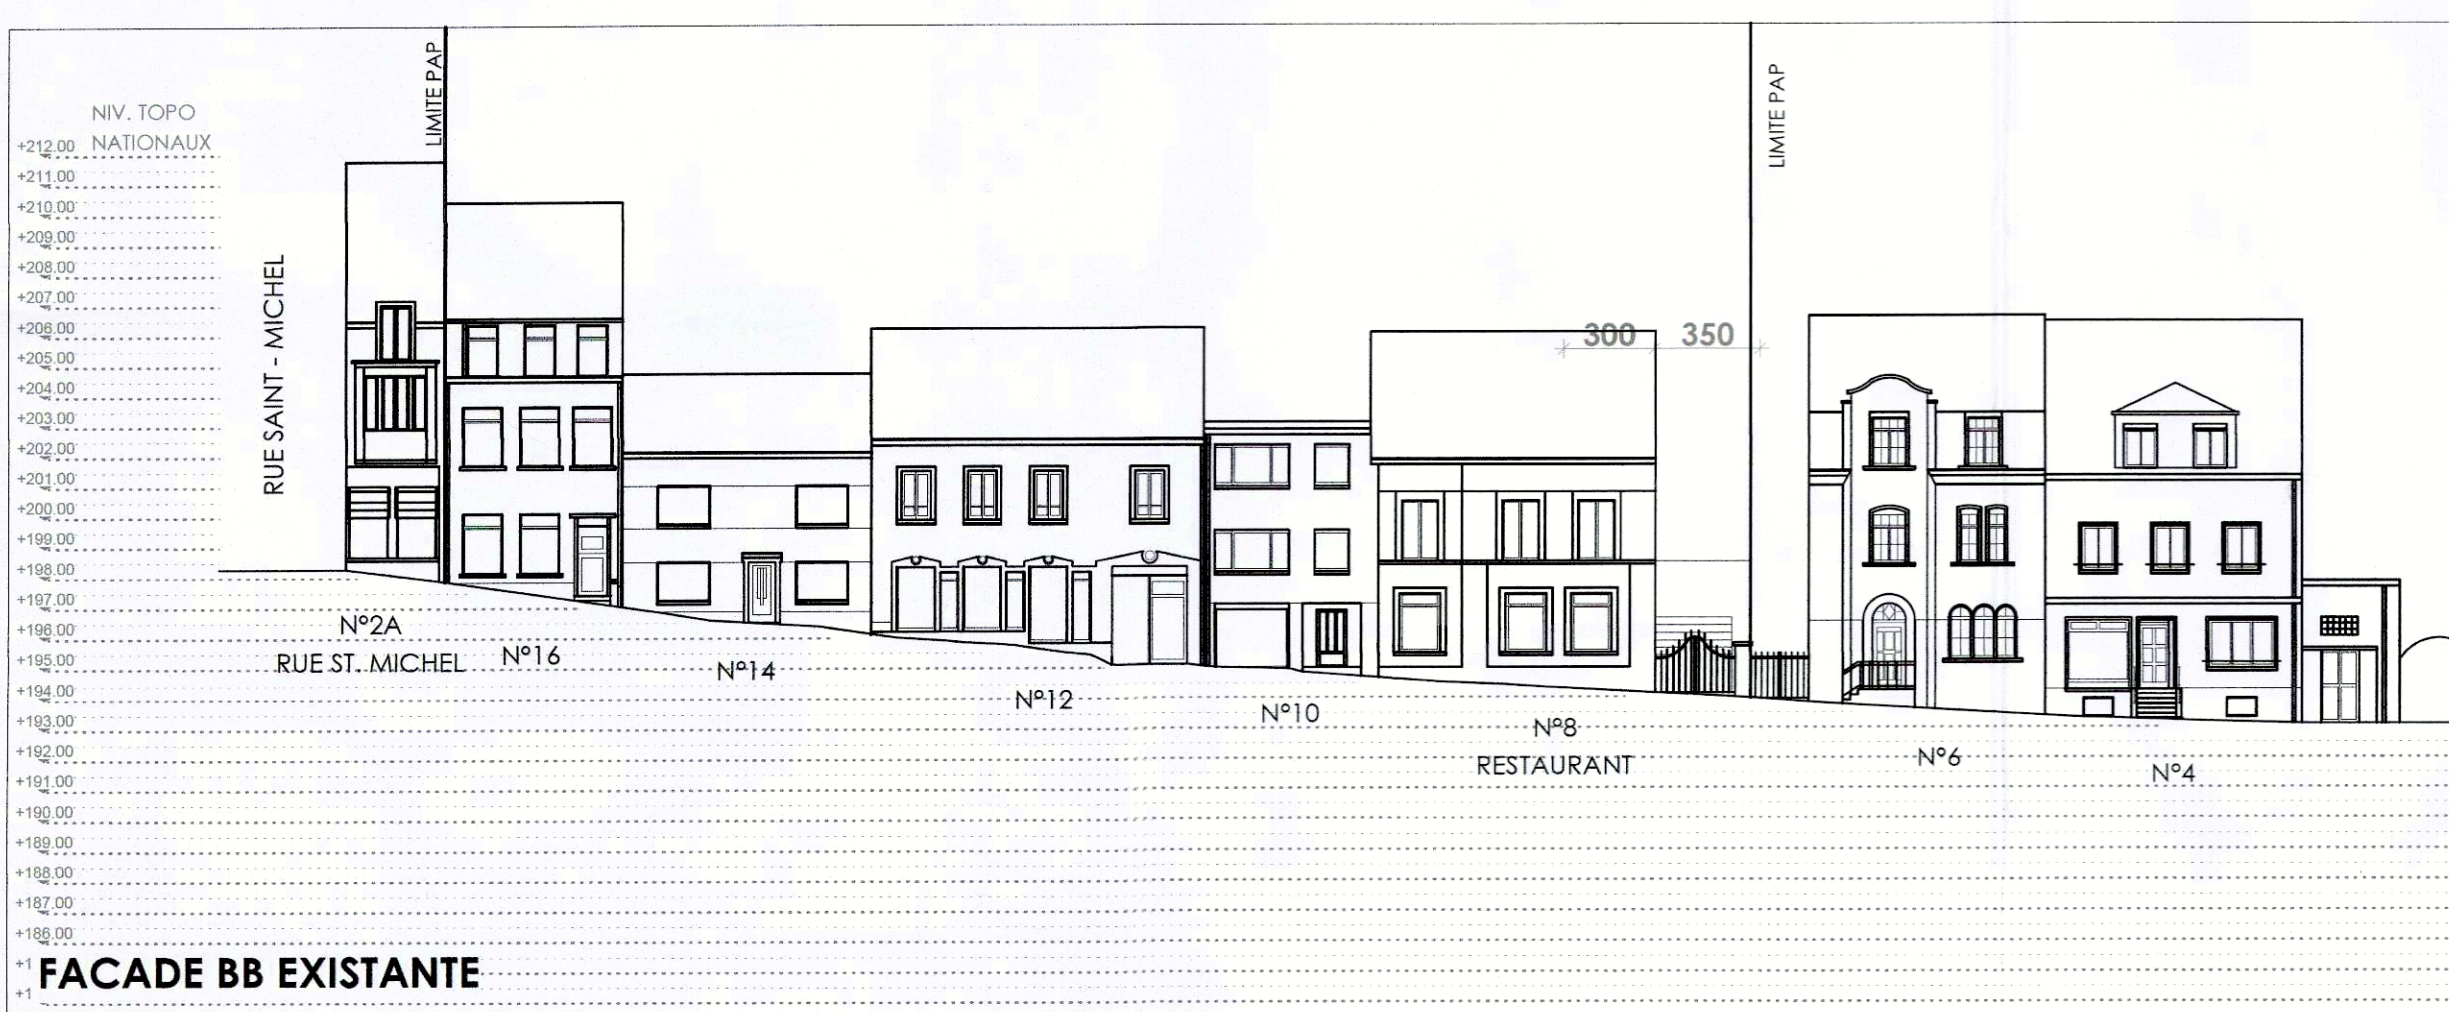 LIMITE PAP
LIMITE PAP
NIV. TOPO
NATIONAUX
+212.00
+211.00
+210.00
+209.00
+208.00
+207.00
+206.00
+205.00
+204.00
+203.00
+202.00
+201.00
+200.00
+199.00
+198.00
+197.00
+196.00
+195.00
+194.00
+193.00
+192.00
+191.00
+190.00
+189.00
+188.00
+187.00
+186.00
+1
+1
RUE SAINT - MICHEL
300 350
N°2A
RUE ST. MICHEL
N°16
N°14
N°12
N°10
N°8
RESTAURANT
N°6
N°4
FACADE BB EXISTANTE